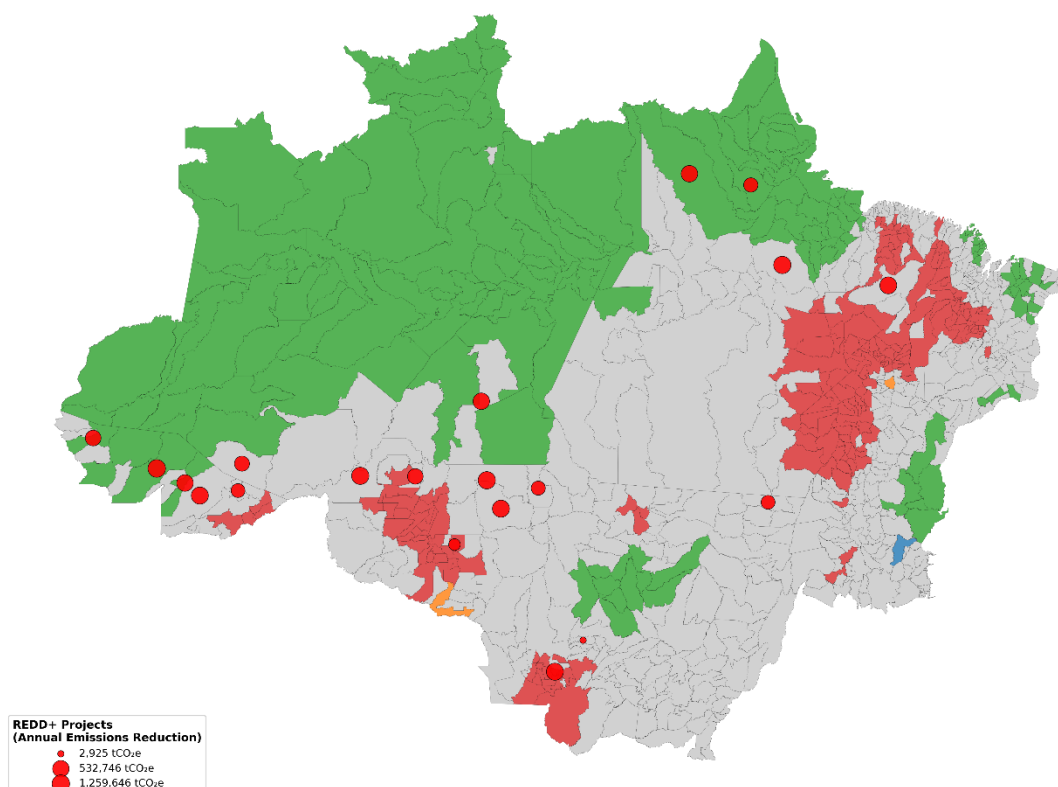 REDD+ Projects
(Annual Emissions Reduction)
2,925 tCO₂e
532,746 tCO₂e
1,259,646 tCO₂e